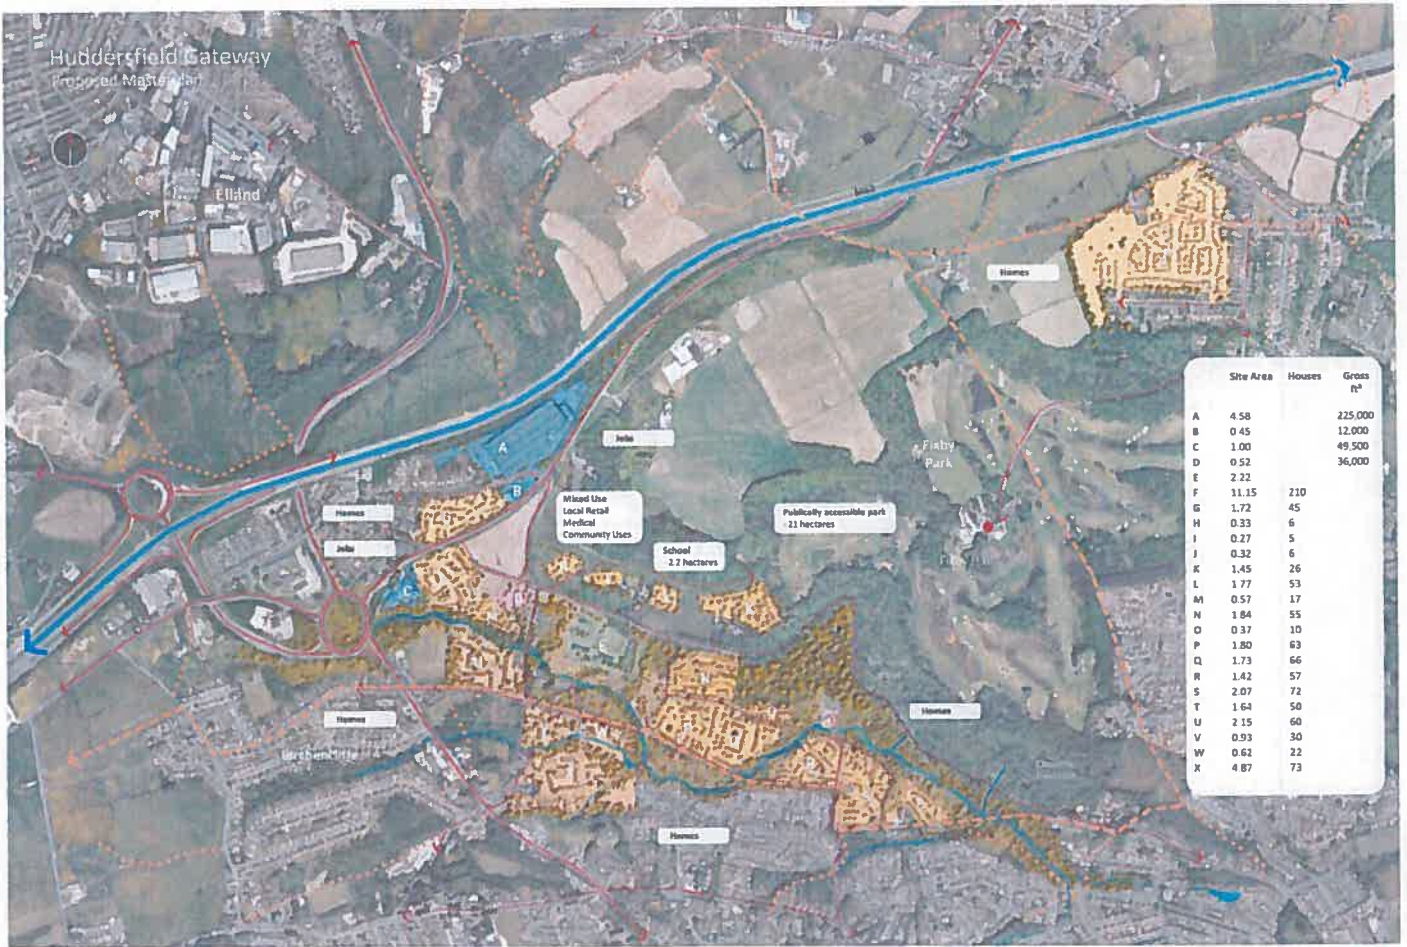 Huddersfield Gateway
Proposed Masterplan
Elland
Homes
Jobs
A
B
Mixed Use
Local Retail
Medical
Community Uses
Homes
Jobs
School
- 2.2 hectares
Publically accessible park
- 21 hectares
Fixby
Park
C
N
W
Homes
Homes
Homes
Site Area Houses Gross
ft²
A 4.58 225,000
B 0.45 12,000
C 1.00 49,500
D 0.52 36,000
E 2.22
F 11.15 210
G 1.72 45
H 0.33 6
I 0.27 5
J 0.32 6
K 1.45 26
L 1.77 53
M 0.57 17
N 1.84 55
O 0.37 10
P 1.80 63
Q 1.73 66
R 1.42 57
S 2.07 72
T 1.64 50
U 2.15 60
V 0.93 30
W 0.62 22
X 4.87 73